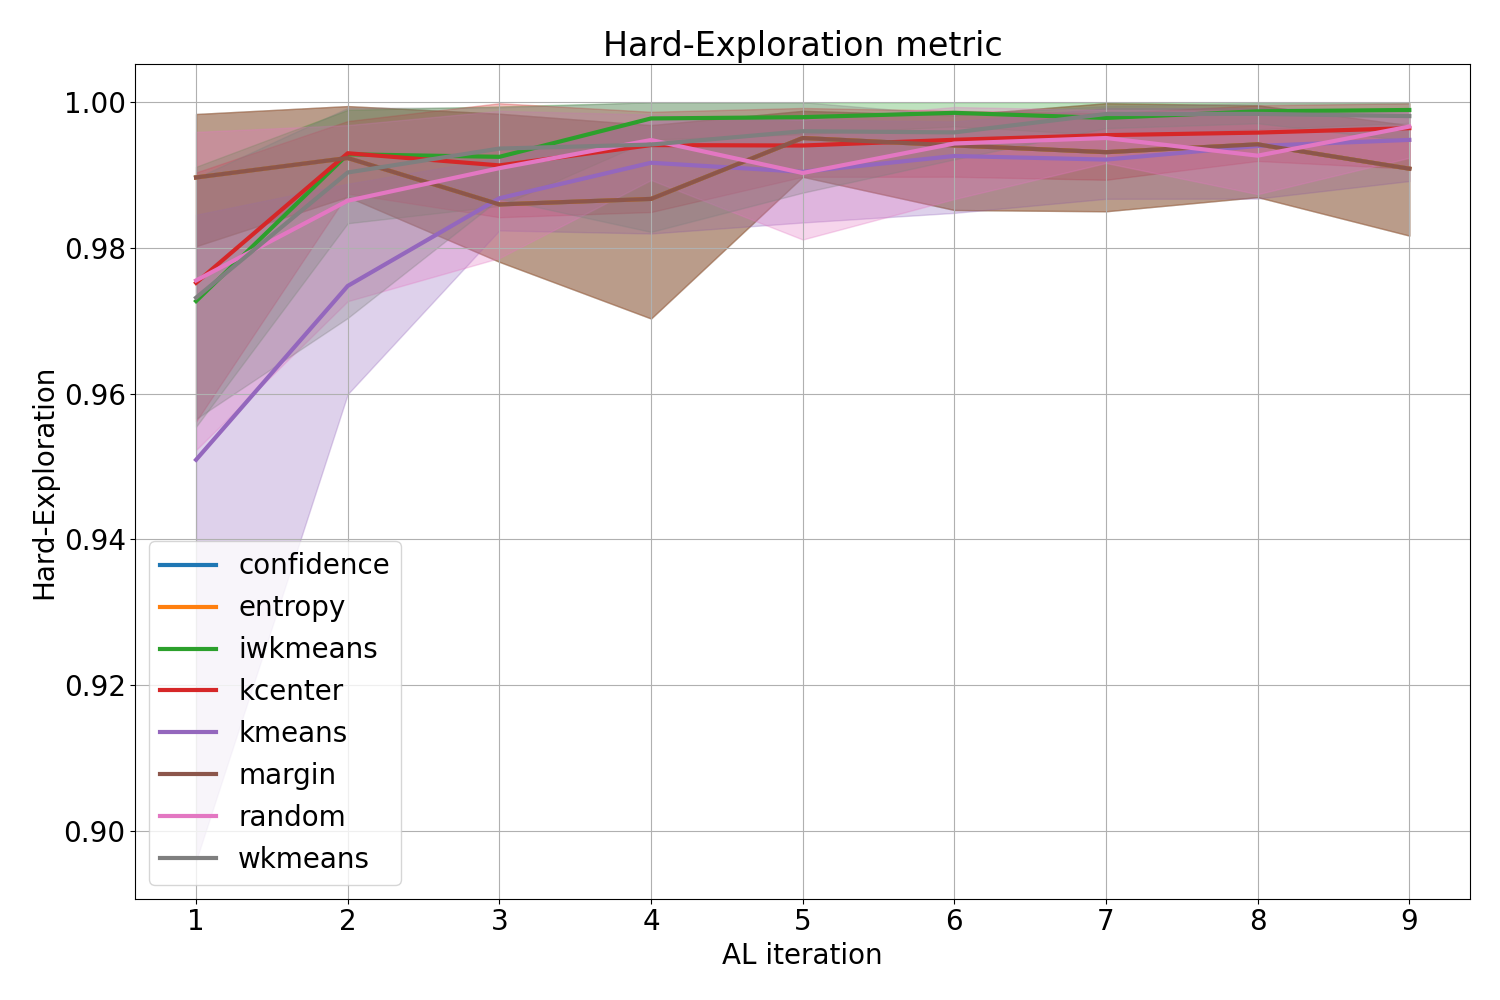 Hard-Exploration metric
Hard-Exploration
1.00
0.98
0.96
0.94
0.92
0.90
confidence
entropy
iwkmeans
kcenter
kmeans
margin
random
wkmeans
1 2 3 4 5 6 7 8 9
AL iteration